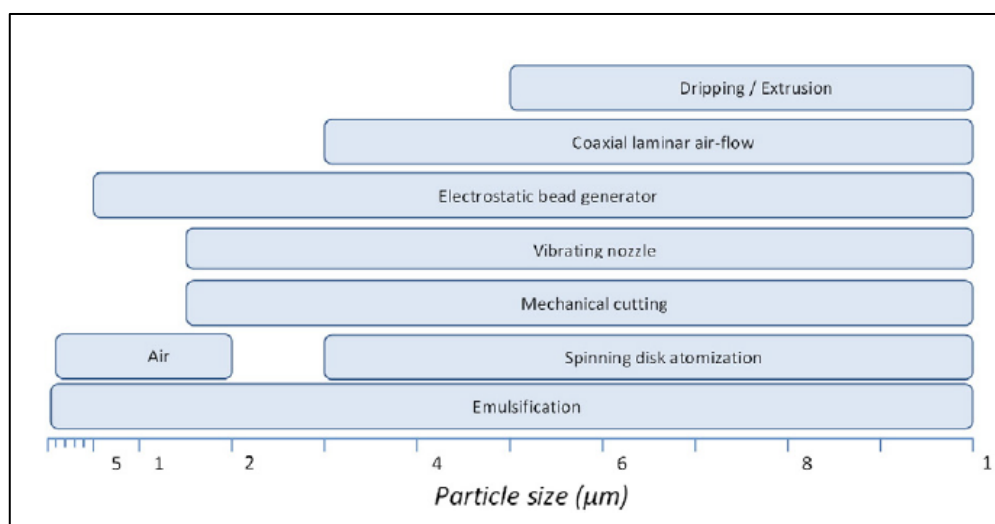 Dripping / Extrusion
Coaxial laminar air-flow
Electrostatic bead generator
Vibrating nozzle
Mechanical cutting
Air Spinning disk atomization
Emulsification
5 1 2 4 6 8 1
Particle size (μm)